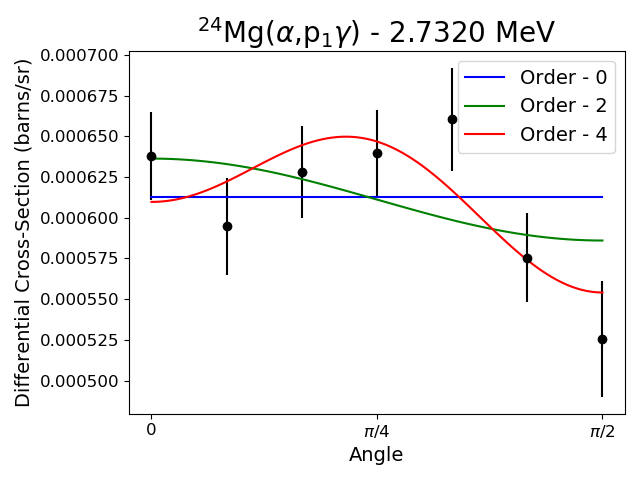 ²⁴Mg(α,p₁γ) - 2.7320 MeV
Differential Cross-Section (barns/sr)
0.000700
0.000675
0.000650
0.000625
0.000600
0.000575
0.000550
0.000525
0.000500
Order - 0
Order - 2
Order - 4
0
π/4
π/2
Angle